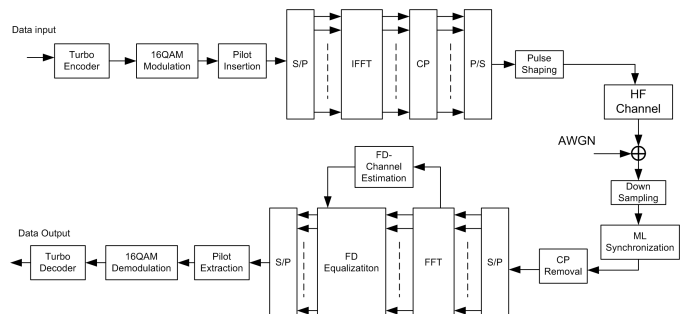 Data input
Turbo
Encoder
16QAM
Modulation
Pilot
Insertion
S/P
IFFT
CP
P/S
Pulse
Shaping
HF
Channel
AWGN
Down
Sampling
ML
Synchronization
CP
Removal
S/P
FFT
FD-
Channel
Estimation
FD
Equalizatiton
S/P
Pilot
Extraction
16QAM
Demodulation
Turbo
Decoder
Data Output